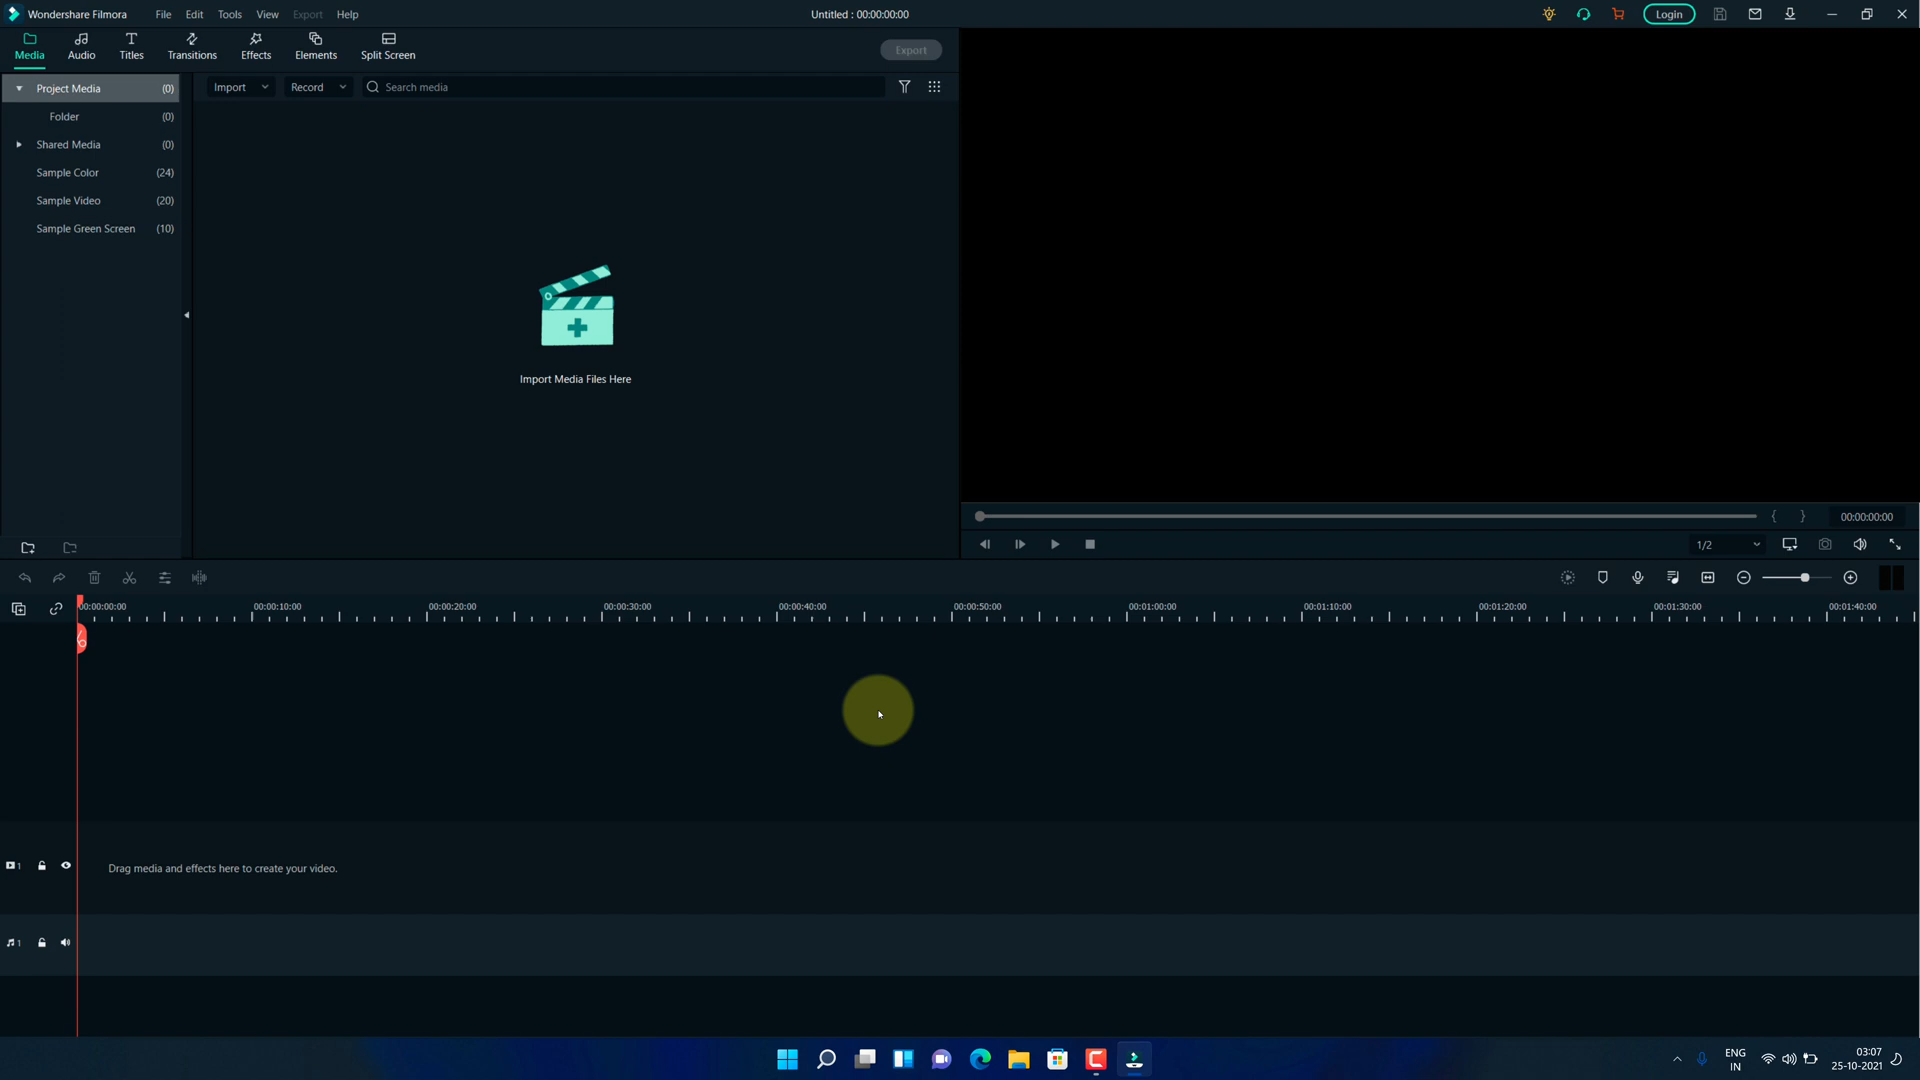 Wondershare Filmora File Edit Tools View Export Help Untitled : 00:00:00:00 Login
Media Audio Titles Transitions Effects Elements Split Screen Export
Project Media (0)
Folder (0)
Shared Media (0)
Sample Color (24)
Sample Video (20)
Sample Green Screen (10)
Import Record Search media
Import Media Files Here
{ } 00:00:00:00
1/2
00:00:00:00 00:00:10:00 00:00:20:00 00:00:30:00 00:00:40:00 00:00:50:00 00:01:00:00 00:01:10:00 00:01:20:00 00:01:30:00 00:01:40:00
1 Drag media and effects here to create your video.
1
ENG
IN
03:07
25-10-2021